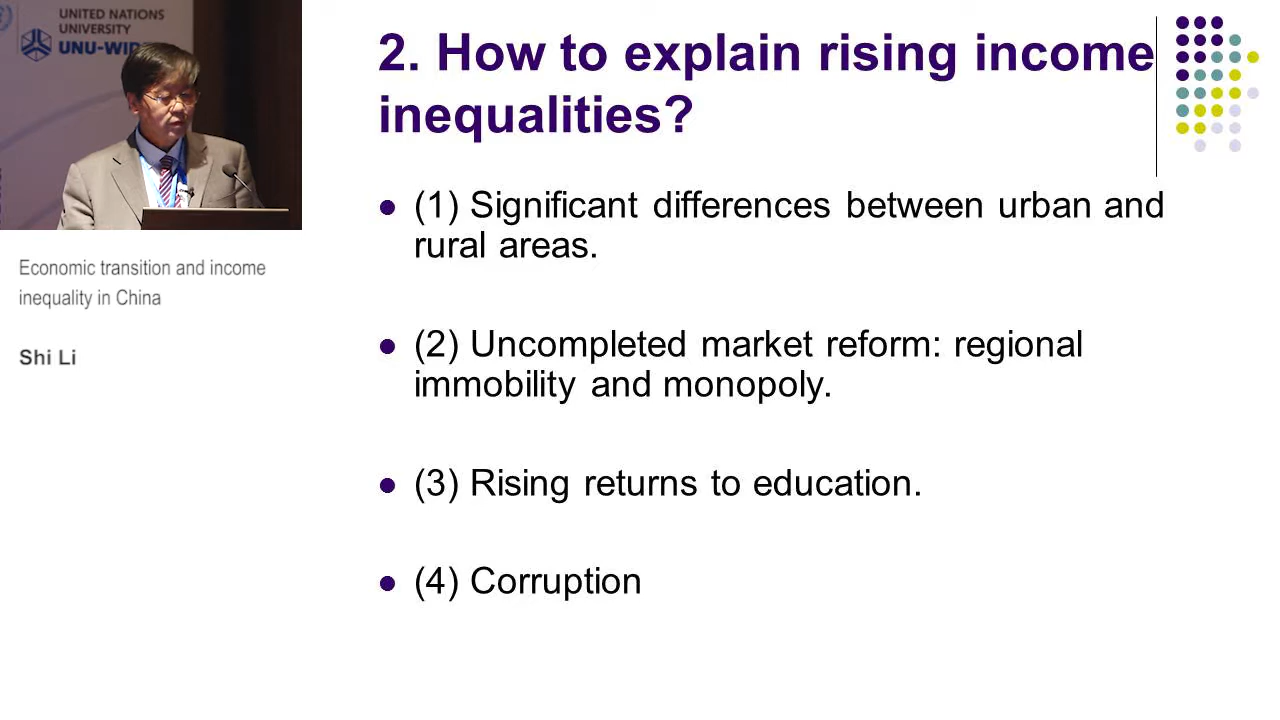 UNITED NATIONS
UNIVERSITY
UNU-WIDER
Economic transition and income
inequality in China
Shi Li
2. How to explain rising income
inequalities?
(1) Significant differences between urban and
rural areas.
(2) Uncompleted market reform: regional
immobility and monopoly.
(3) Rising returns to education.
(4) Corruption